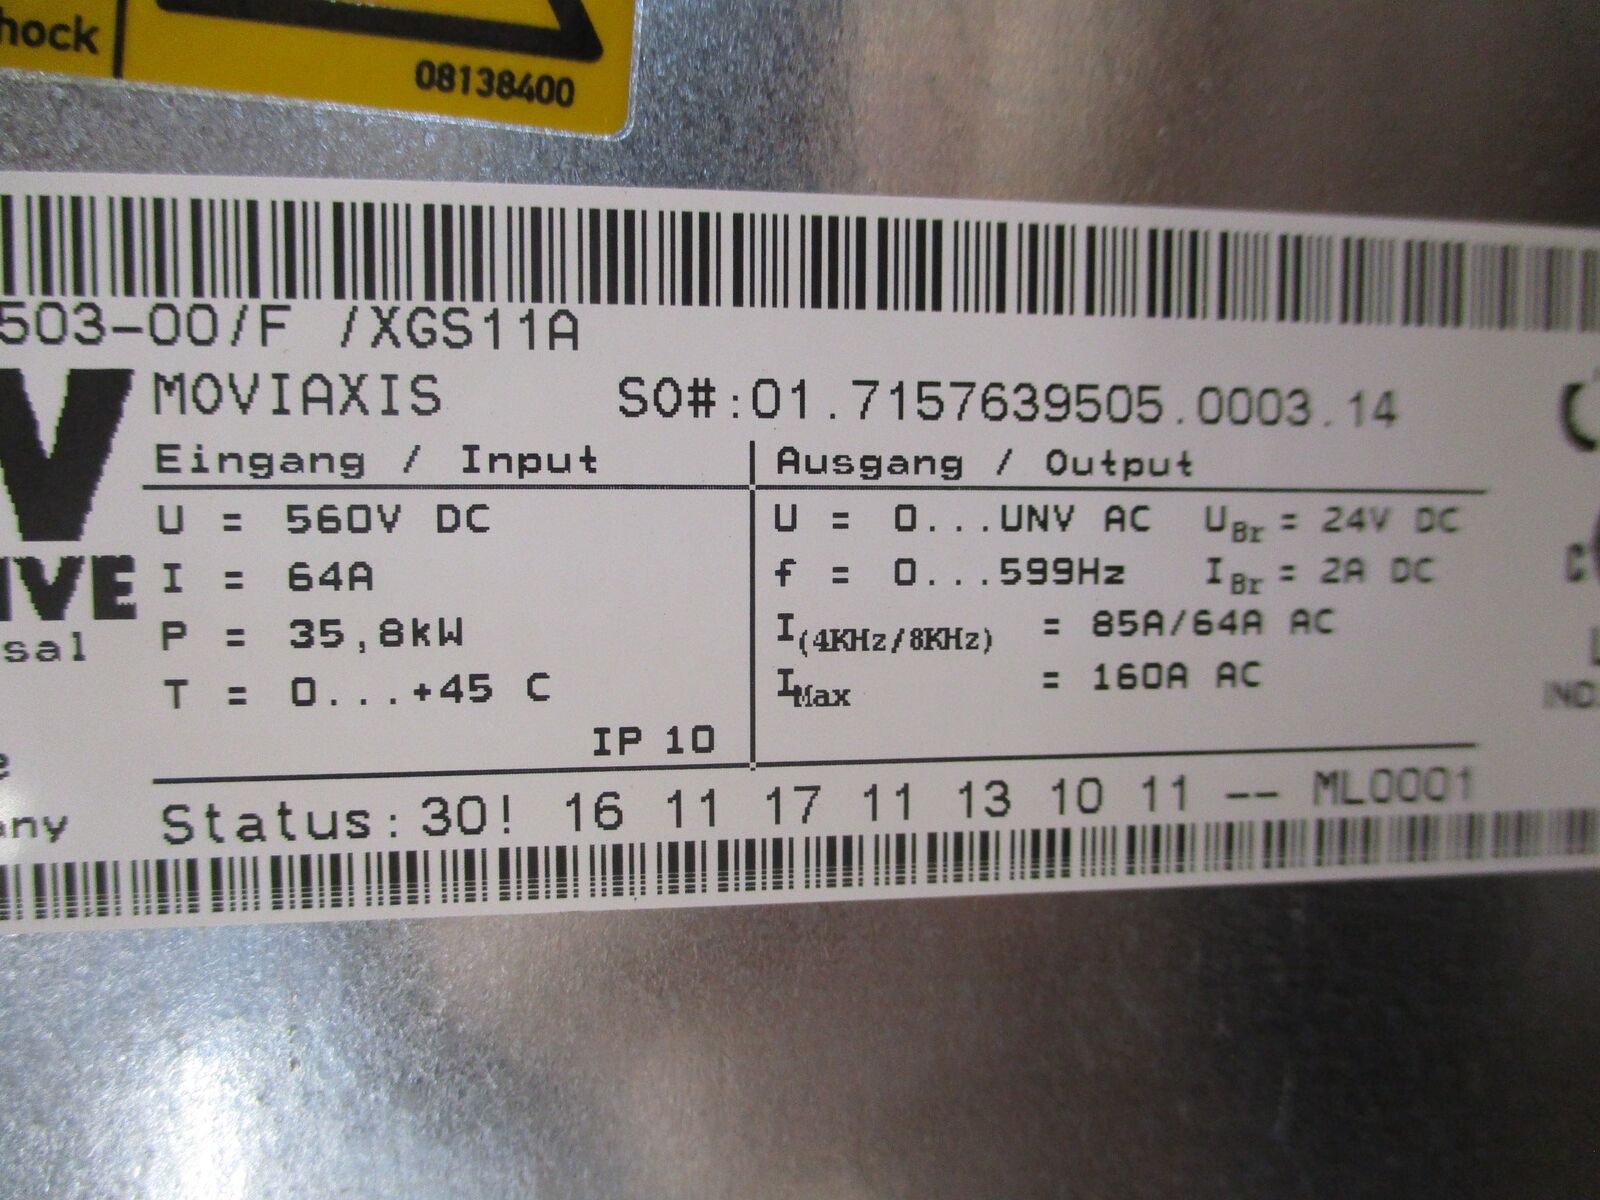 hock
08138400
503-00/F /XGS11A
MOVIAXIS SO#:01.7157639505.0003.14
Eingang / Input
U = 560V DC
I = 64A
P = 35,8kW
T = 0...+45 C
IP 10
Ausgang / Output
U = 0...UNV AC UBr = 24V DC
f = 0...599Hz IBr = 2A DC
I(4KHz/8KHz) = 85A/64A AC
IMax = 160A AC
Status: 30! 16 11 17 11 13 10 11 -- ML0001
W
IVE
sal
e
any